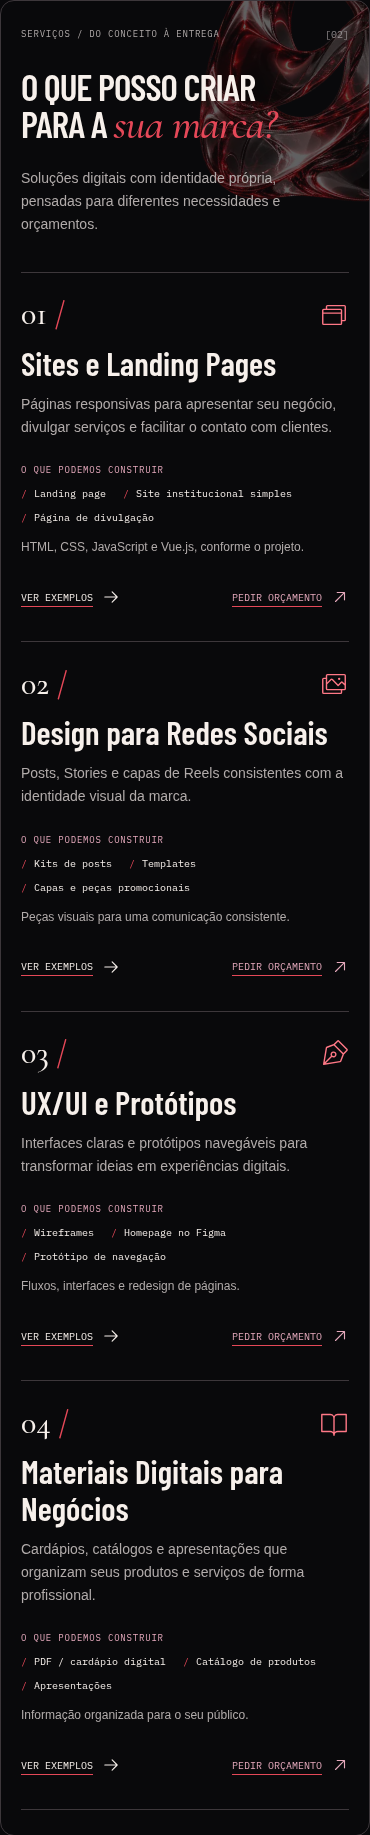 SERVIÇOS / DO CONCEITO À ENTREGA
[02]
O QUE POSSO CRIAR
PARA A sua marca?
Soluções digitais com identidade própria,
pensadas para diferentes necessidades e
orçamentos.
01 /
Sites e Landing Pages
Páginas responsivas para apresentar seu negócio,
divulgar serviços e facilitar o contato com clientes.
O QUE PODEMOS CONSTRUIR
/ Landing page / Site institucional simples
/ Página de divulgação
HTML, CSS, JavaScript e Vue.js, conforme o projeto.
VER EXEMPLOS → PEDIR ORÇAMENTO ↗
02 /
Design para Redes Sociais
Posts, Stories e capas de Reels consistentes com a
identidade visual da marca.
O QUE PODEMOS CONSTRUIR
/ Kits de posts / Templates
/ Capas e peças promocionais
Peças visuais para uma comunicação consistente.
VER EXEMPLOS → PEDIR ORÇAMENTO ↗
03 /
UX/UI e Protótipos
Interfaces claras e protótipos navegáveis para
transformar ideias em experiências digitais.
O QUE PODEMOS CONSTRUIR
/ Wireframes / Homepage no Figma
/ Protótipo de navegação
Fluxos, interfaces e redesign de páginas.
VER EXEMPLOS → PEDIR ORÇAMENTO ↗
04 /
Materiais Digitais para
Negócios
Cardápios, catálogos e apresentações que
organizam seus produtos e serviços de forma
profissional.
O QUE PODEMOS CONSTRUIR
/ PDF / cardápio digital / Catálogo de produtos
/ Apresentações
Informação organizada para o seu público.
VER EXEMPLOS → PEDIR ORÇAMENTO ↗